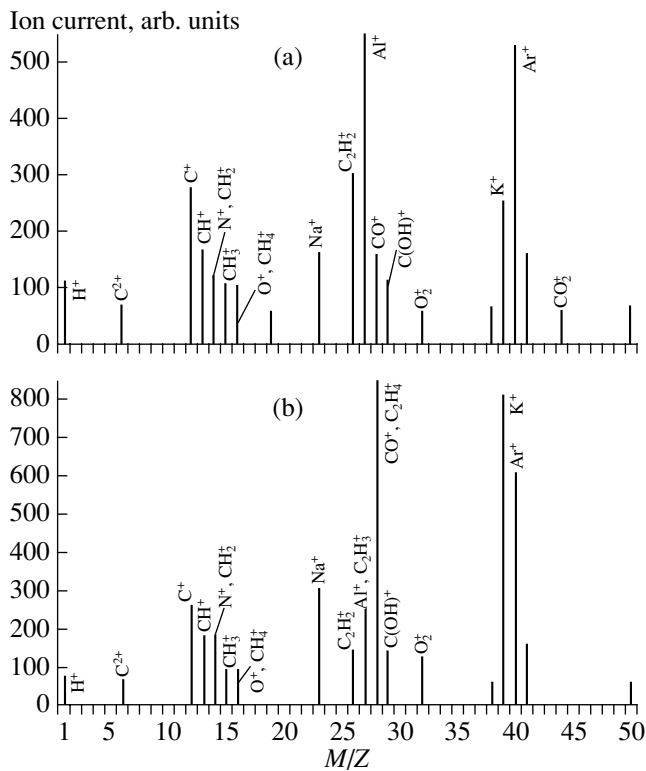 Ion current, arb. units
(a)
500
400
300
200
100
0
H⁺
C²⁺
C⁺
CH⁺
N⁺, CH₂⁺
CH₃⁺
O⁺, CH₄⁺
Na⁺
C₂H₂⁺
Al⁺
CO⁺
C(OH)⁺
O₂⁺
K⁺
Ar⁺
CO₂⁺
(b)
800
700
600
500
400
300
200
100
0
H⁺
C²⁺
C⁺
CH⁺
N⁺, CH₂⁺
CH₃⁺
O⁺, CH₄⁺
Na⁺
C₂H₂⁺
Al⁺, C₂H₃⁺
CO⁺, C₂H₄⁺
C(OH)⁺
O₂⁺
K⁺
Ar⁺
1 5 10 15 20 25 30 35 40 45 50
M/Z